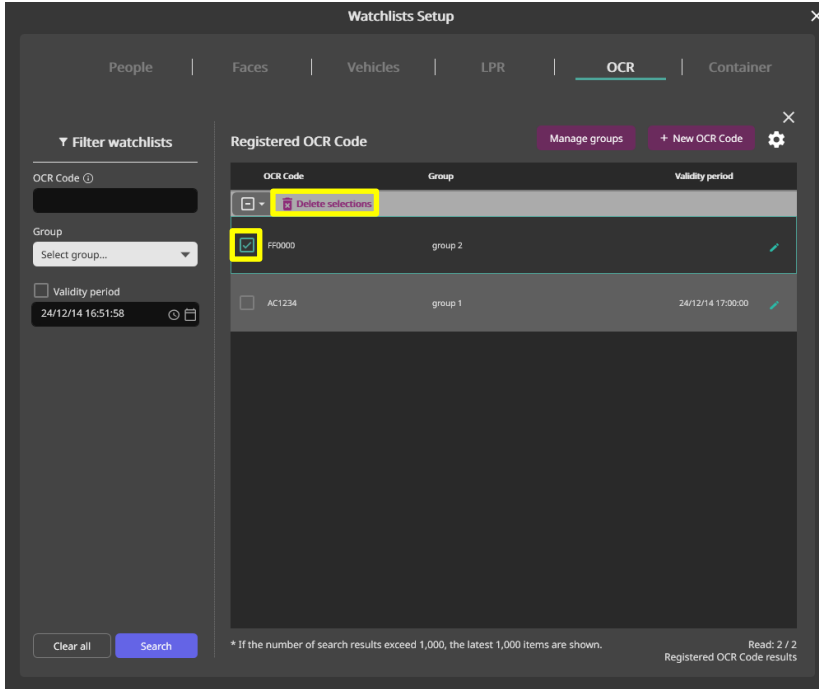 Watchlists Setup
People | Faces | Vehicles | LPR | OCR | Container
Filter watchlists
OCR Code
Group
Select group...
Validity period
24/12/14 16:51:58
Clear all
Search
Registered OCR Code
Manage groups
+ New OCR Code
OCR Code Group Validity period
Delete selections
FF0000 group 2
AC1234 group 1 24/12/14 17:00:00
* If the number of search results exceed 1,000, the latest 1,000 items are shown.
Read: 2 / 2
Registered OCR Code results